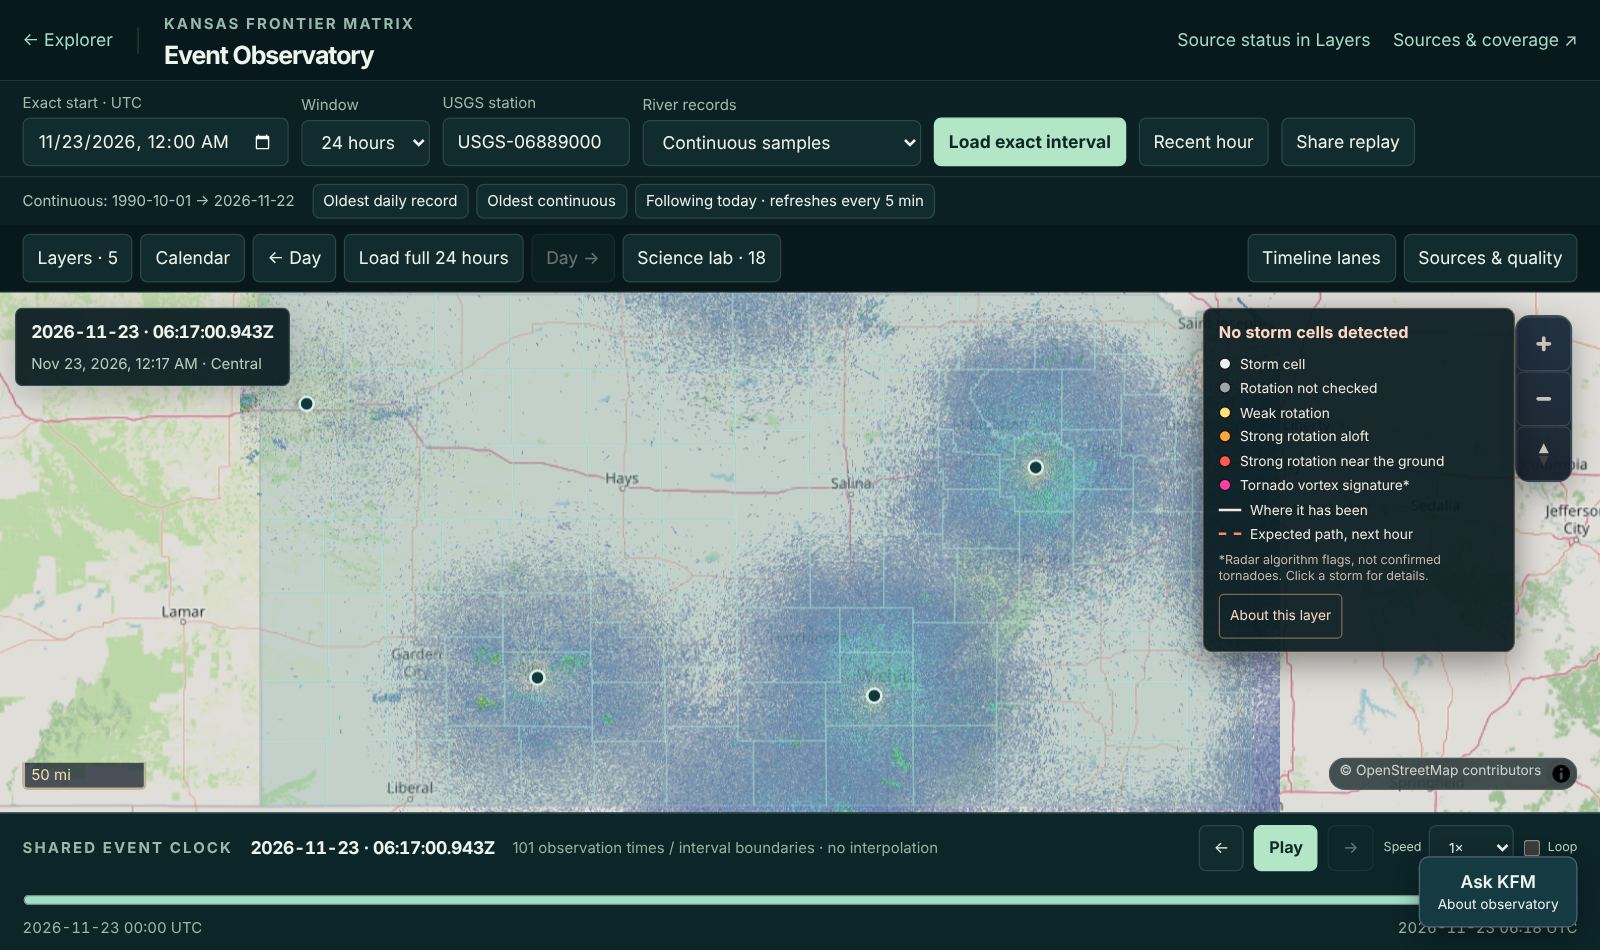 ← Explorer
KANSAS FRONTIER MATRIX
Event Observatory
Source status in Layers
Sources & coverage ↗
Exact start · UTC
Window
USGS station
River records
11/23/2026, 12:00 AM
24 hours
USGS-06889000
Continuous samples
Load exact interval
Recent hour
Share replay
Continuous: 1990-10-01 → 2026-11-22
Oldest daily record
Oldest continuous
Following today · refreshes every 5 min
Layers · 5
Calendar
← Day
Load full 24 hours
Day →
Science lab · 18
Timeline lanes
Sources & quality
2026-11-23 · 06:17:00.943Z
Nov 23, 2026, 12:17 AM · Central
No storm cells detected
Storm cell
Rotation not checked
Weak rotation
Strong rotation aloft
Strong rotation near the ground
Tornado vortex signature*
Where it has been
Expected path, next hour
*Radar algorithm flags, not confirmed
tornadoes. Click a storm for details.
About this layer
+
−
Hays
Salina
Sedalia
Jefferson
City
Lamar
Garden
City
Liberal
50 mi
© OpenStreetMap contributors
SHARED EVENT CLOCK
2026-11-23 · 06:17:00.943Z
101 observation times / interval boundaries · no interpolation
←
Play
→
Speed
1×
Loop
Ask KFM
About observatory
2026-11-23 00:00 UTC
2026-11-23 06:18 UTC